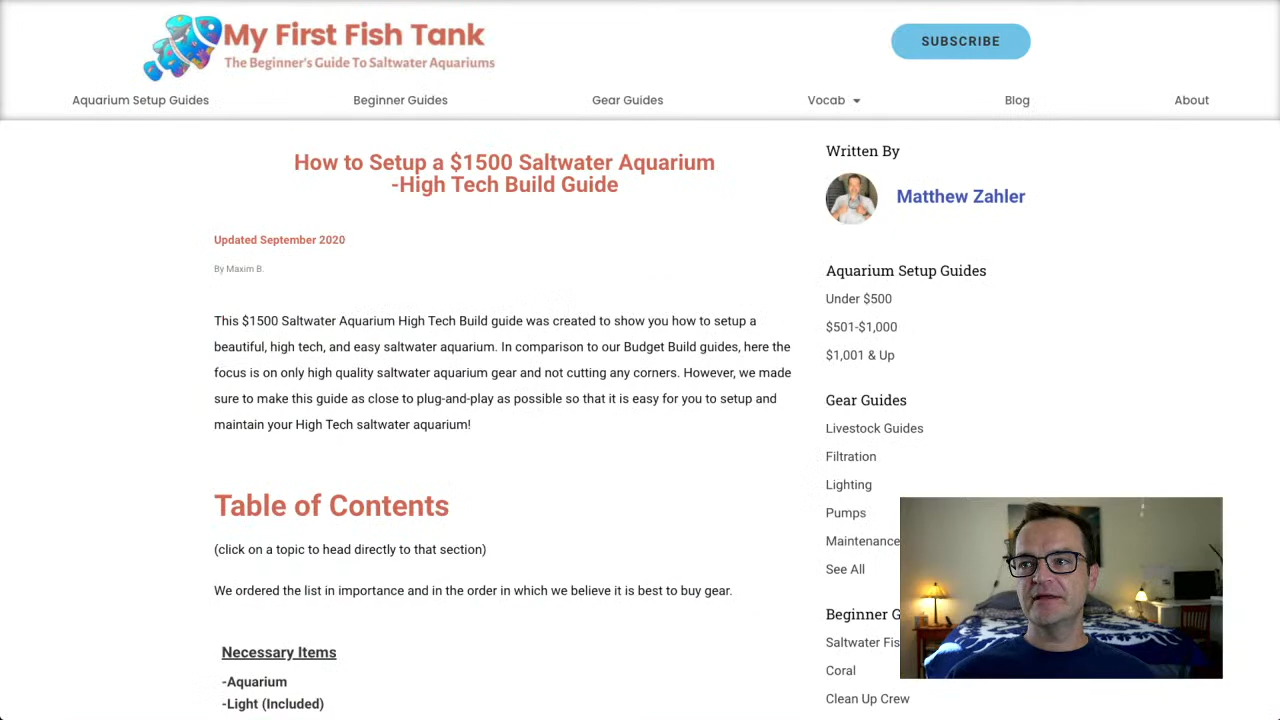 My First Fish Tank
The Beginner's Guide To Saltwater Aquariums
SUBSCRIBE
Aquarium Setup Guides
Beginner Guides
Gear Guides
Vocab
Blog
About
How to Setup a $1500 Saltwater Aquarium
-High Tech Build Guide
Updated September 2020
By Maxim B.
This $1500 Saltwater Aquarium High Tech Build guide was created to show you how to setup a
beautiful, high tech, and easy saltwater aquarium. In comparison to our Budget Build guides, here the
focus is on only high quality saltwater aquarium gear and not cutting any corners. However, we made
sure to make this guide as close to plug-and-play as possible so that it is easy for you to setup and
maintain your High Tech saltwater aquarium!
Table of Contents
(click on a topic to head directly to that section)
We ordered the list in importance and in the order in which we believe it is best to buy gear.
Necessary Items
-Aquarium
-Light (Included)
Written By
Matthew Zahler
Aquarium Setup Guides
Under $500
$501-$1,000
$1,001 & Up
Gear Guides
Livestock Guides
Filtration
Lighting
Pumps
Maintenance
See All
Beginner G
Saltwater Fis
Coral
Clean Up Crew